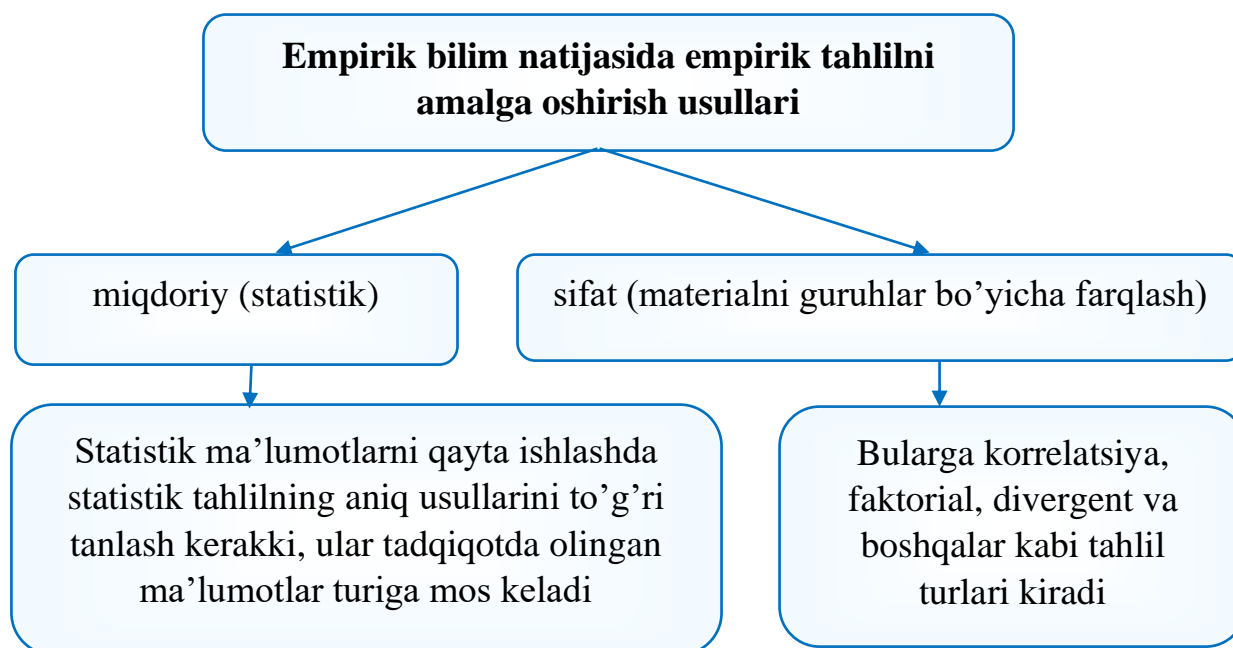 Empirik bilim natijasida empirik tahlilni
amalga oshirish usullari
miqdoriy (statistik)
sifat (materialni guruhlar bo’yicha farqlash)
Statistik ma’lumotlarni qayta ishlashda
statistik tahlilning aniq usullarini to’g’ri
tanlash kerakki, ular tadqiqotda olingan
ma’lumotlar turiga mos keladi
Bularga korrelatsiya,
faktorial, divergent va
boshqalar kabi tahlil
turlari kiradi